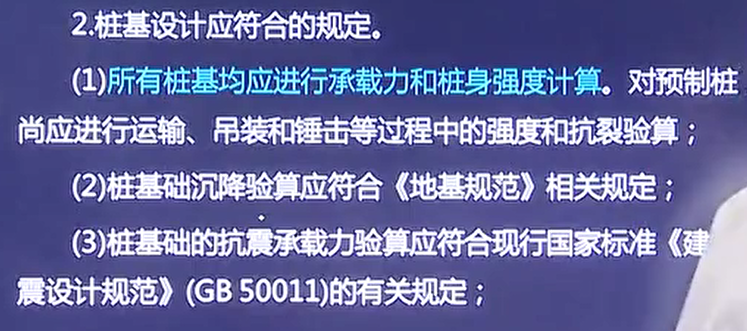 2.桩基设计应符合的规定。
(1)所有桩基均应进行承载力和桩身强度计算。对预制桩
尚应进行运输、吊装和锤击等过程中的强度和抗裂验算；
(2)桩基础沉降验算应符合《地基规范》相关规定；
(3)桩基础的抗震承载力验算应符合现行国家标准《建
震设计规范》(GB 50011)的有关规定；